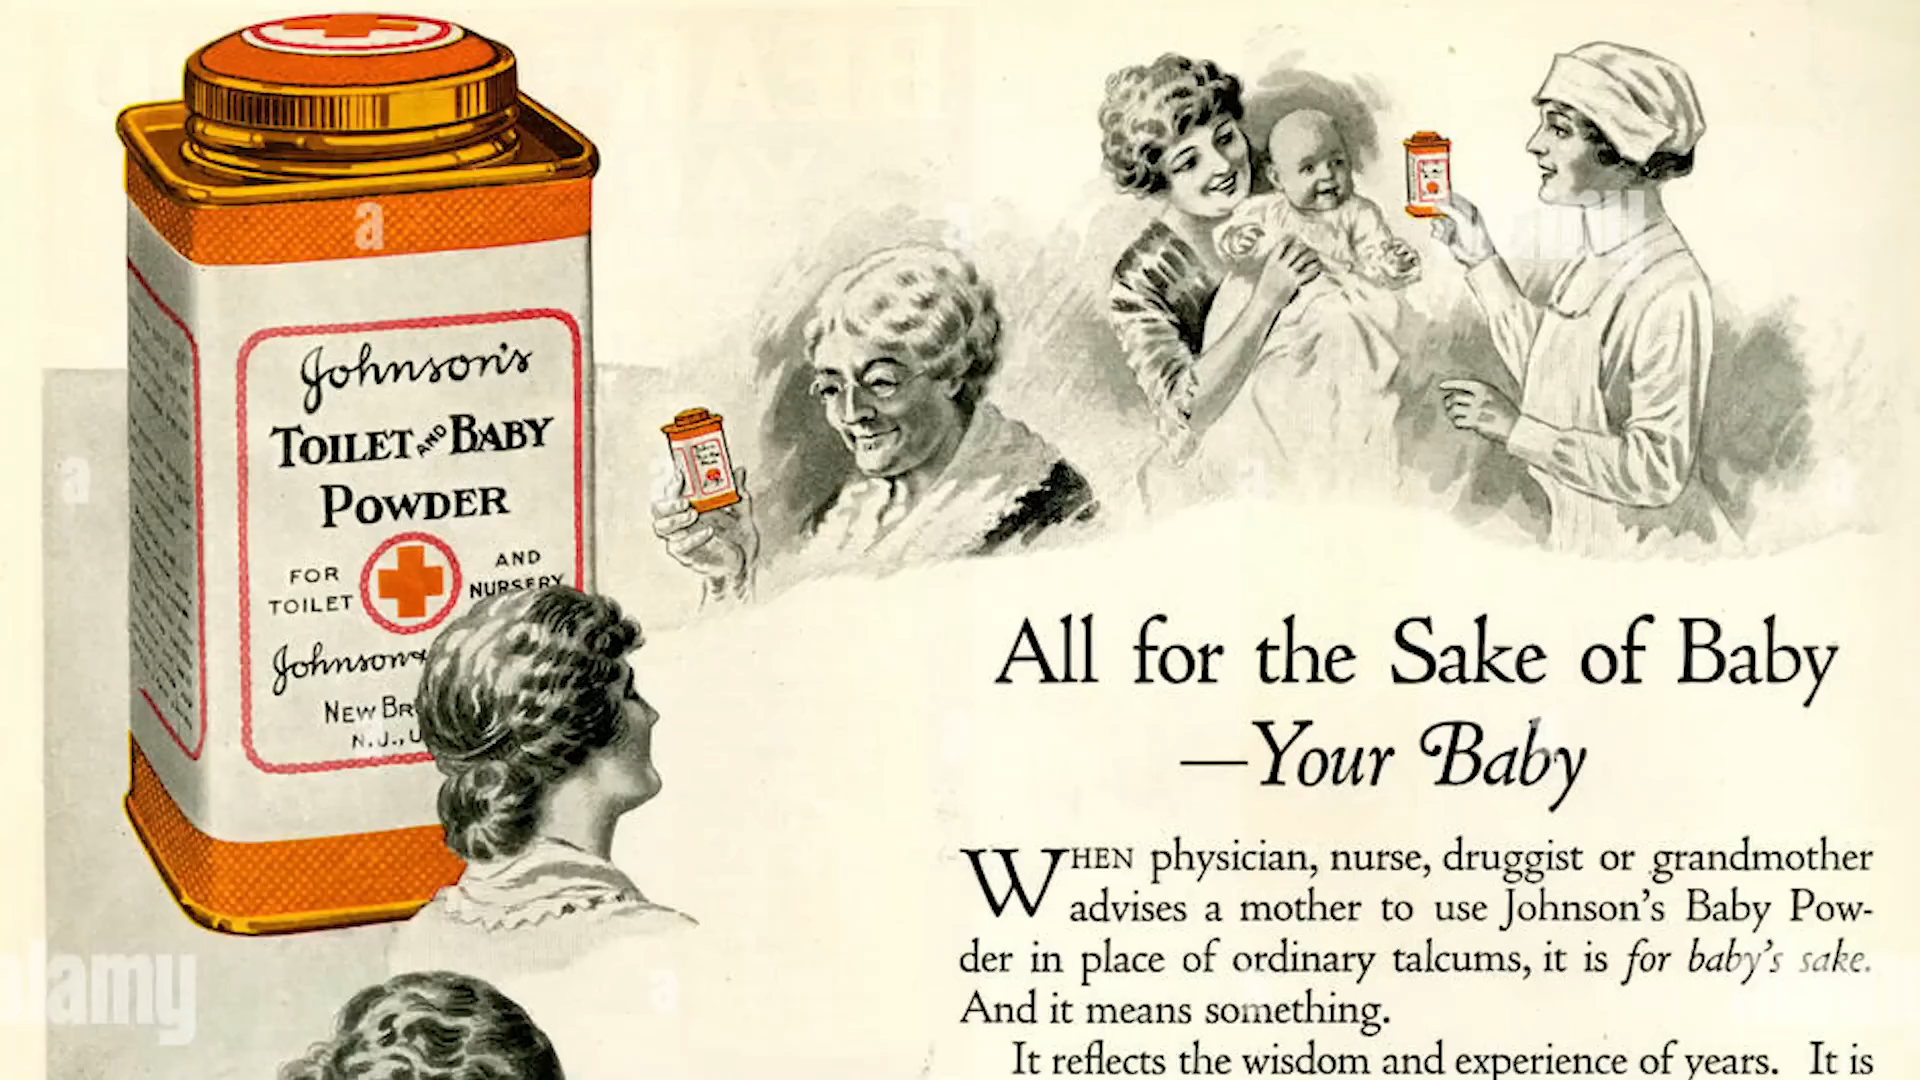 Johnson's
TOILET AND BABY
POWDER
FOR
TOILET
AND
NURSERY
Johnson &
NEW BR
N.J., U
All for the Sake of Baby
—Your Baby
WHEN physician, nurse, druggist or grandmother
advises a mother to use Johnson's Baby Pow-
der in place of ordinary talcums, it is for baby's sake.
And it means something.
It reflects the wisdom and experience of years. It is
alamy
a